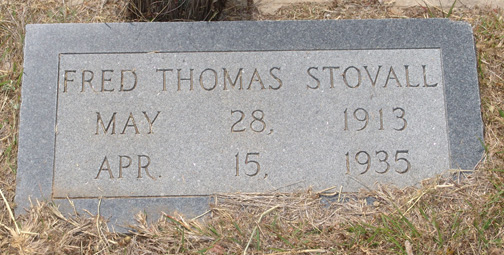 FRED THOMAS STOVALL
MAY 28, 1913
APR. 15, 1935